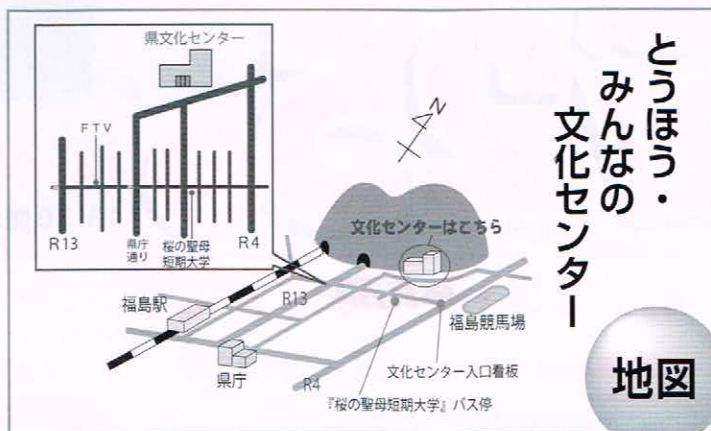 とうほう・
みんなの
文化センター
地図
県文化センター
FTV
R13
県庁
通り
桜の聖母
短期大学
R4
N
文化センターはこちら
福島駅
R13
福島競馬場
県庁
R4
文化センター入口看板
『桜の聖母短期大学』バス停